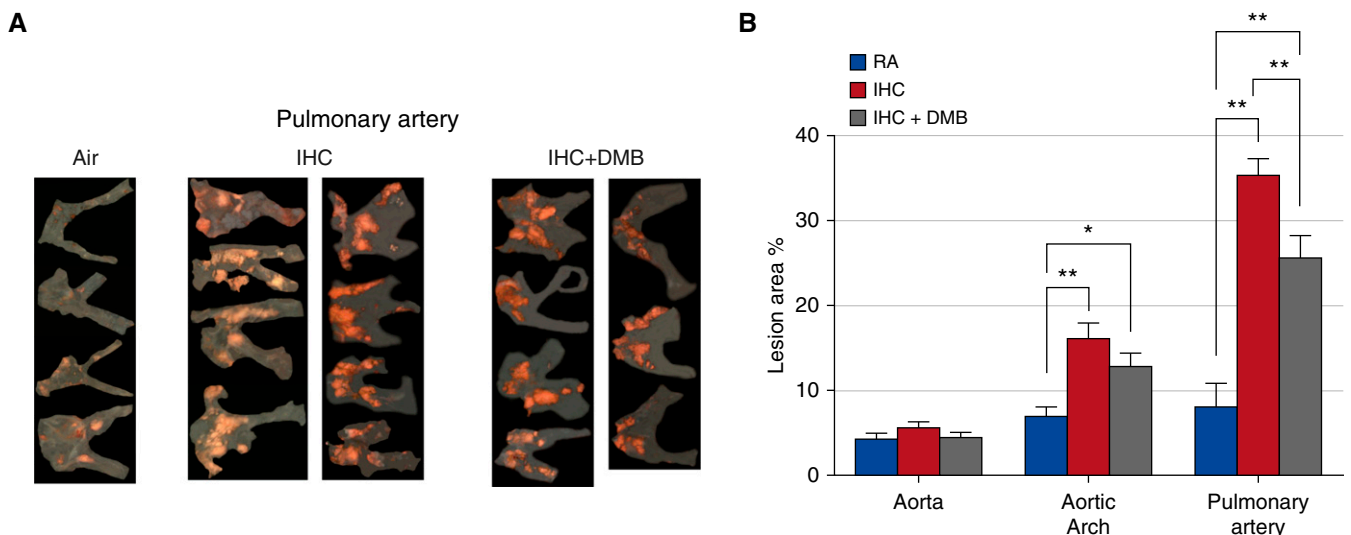 A
Pulmonary artery
Air
IHC
IHC+DMB
B
RA
IHC
IHC + DMB
**
**
**
*
**
Lesion area %
40
30
20
10
0
Aorta
Aortic
Arch
Pulmonary
artery